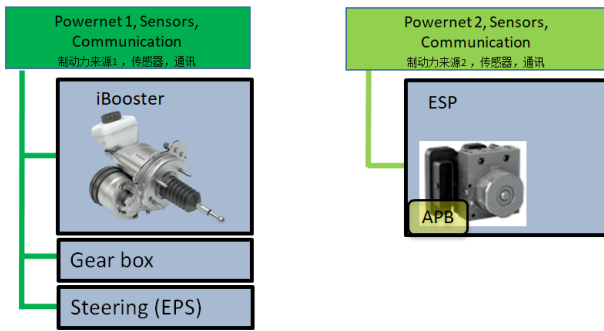 Powernet 1, Sensors,
Communication
制动力来源1，传感器，通讯
iBooster
Gear box
Steering (EPS)
Powernet 2, Sensors,
Communication
制动力来源2，传感器，通讯
ESP
APB